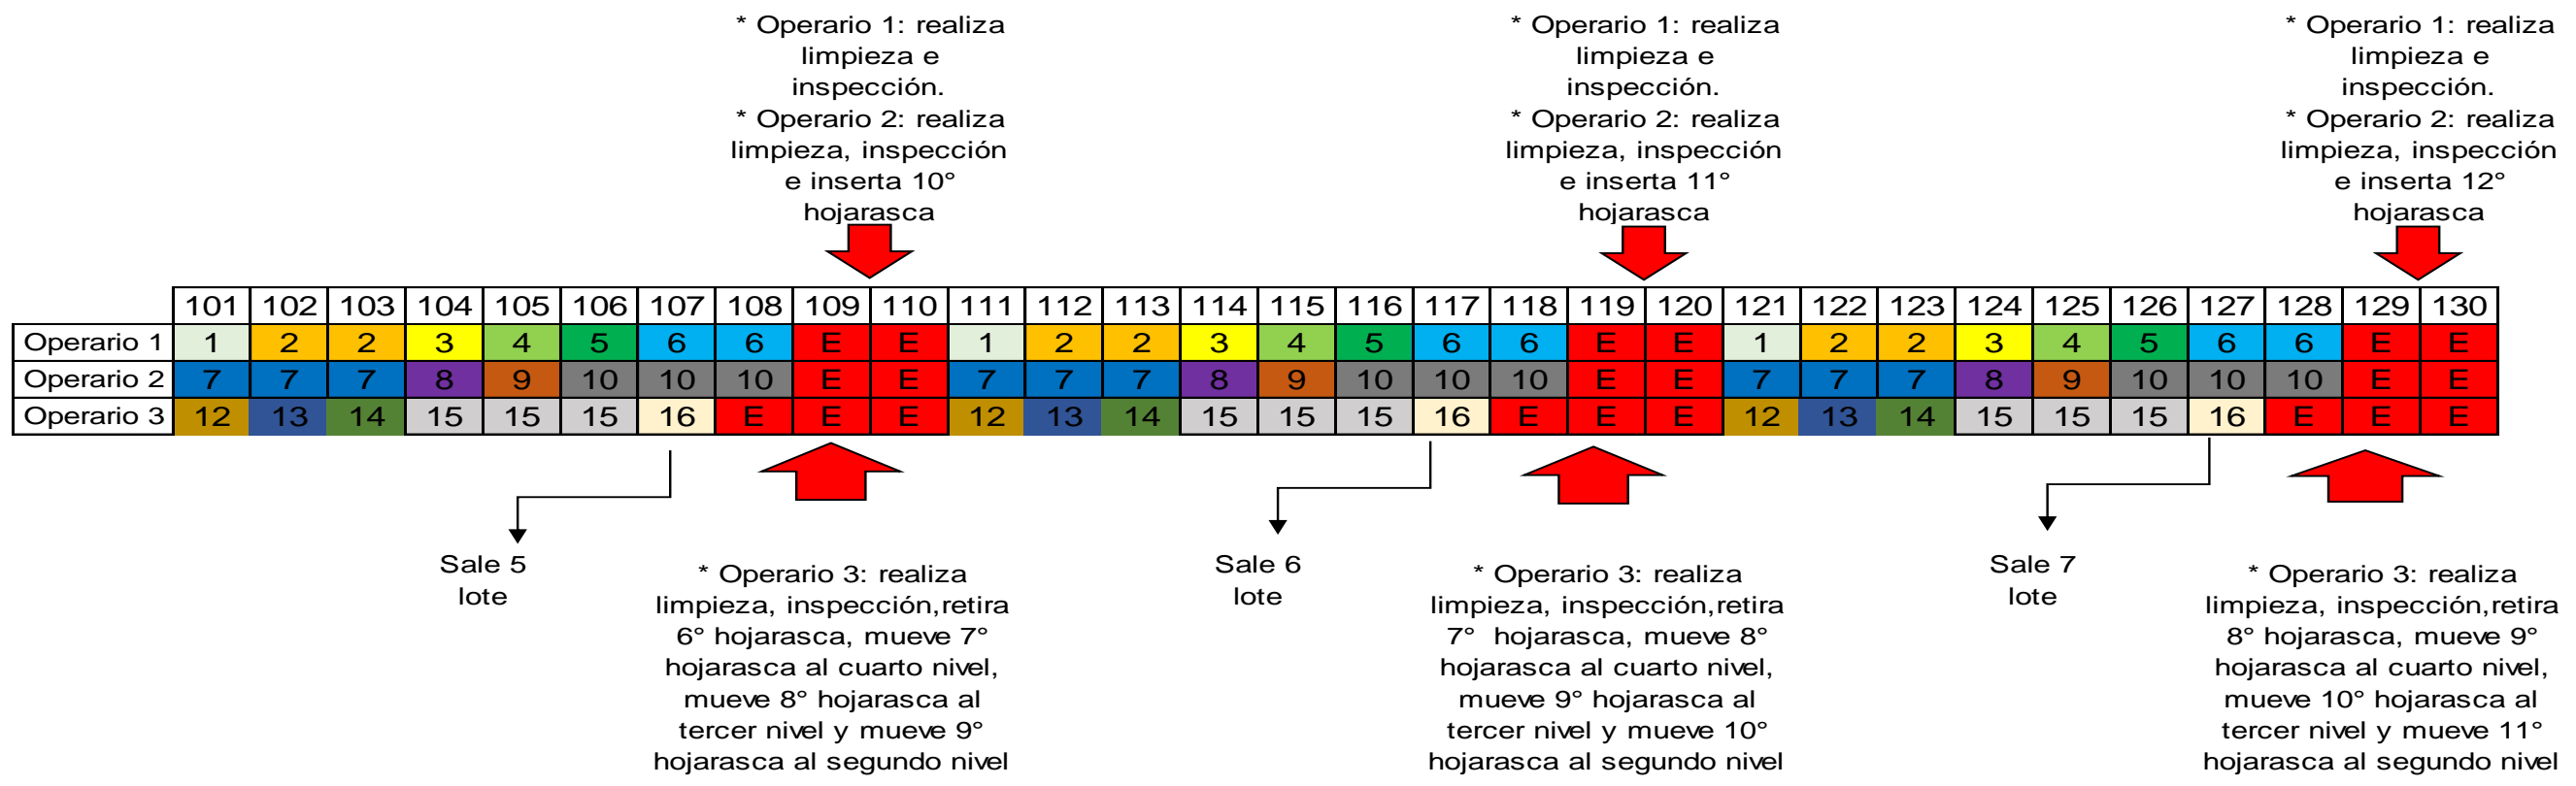 * Operario 1: realiza
limpieza e
inspección.
* Operario 2: realiza
limpieza, inspección
e inserta 10°
hojarasca
* Operario 1: realiza
limpieza e
inspección.
* Operario 2: realiza
limpieza, inspección
e inserta 11°
hojarasca
* Operario 1: realiza
limpieza e
inspección.
* Operario 2: realiza
limpieza, inspección
e inserta 12°
hojarasca
101 102 103 104 105 106 107 108 109 110 111 112 113 114 115 116 117 118 119 120 121 122 123 124 125 126 127 128 129 130
Operario 1 1 2 2 3 4 5 6 6 E E 1 2 2 3 4 5 6 6 E E 1 2 2 3 4 5 6 6 E E
Operario 2 7 7 7 8 9 10 10 10 E E 7 7 7 8 9 10 10 10 E E 7 7 7 8 9 10 10 10 E E
Operario 3 12 13 14 15 15 15 16 E E E 12 13 14 15 15 15 16 E E E 12 13 14 15 15 15 16 E E E
Sale 5
lote
* Operario 3: realiza
limpieza, inspección,retira
6° hojarasca, mueve 7°
hojarasca al cuarto nivel,
mueve 8° hojarasca al
tercer nivel y mueve 9°
hojarasca al segundo nivel
Sale 6
lote
* Operario 3: realiza
limpieza, inspección,retira
7° hojarasca, mueve 8°
hojarasca al cuarto nivel,
mueve 9° hojarasca al
tercer nivel y mueve 10°
hojarasca al segundo nivel
Sale 7
lote
* Operario 3: realiza
limpieza, inspección,retira
8° hojarasca, mueve 9°
hojarasca al cuarto nivel,
mueve 10° hojarasca al
tercer nivel y mueve 11°
hojarasca al segundo nivel